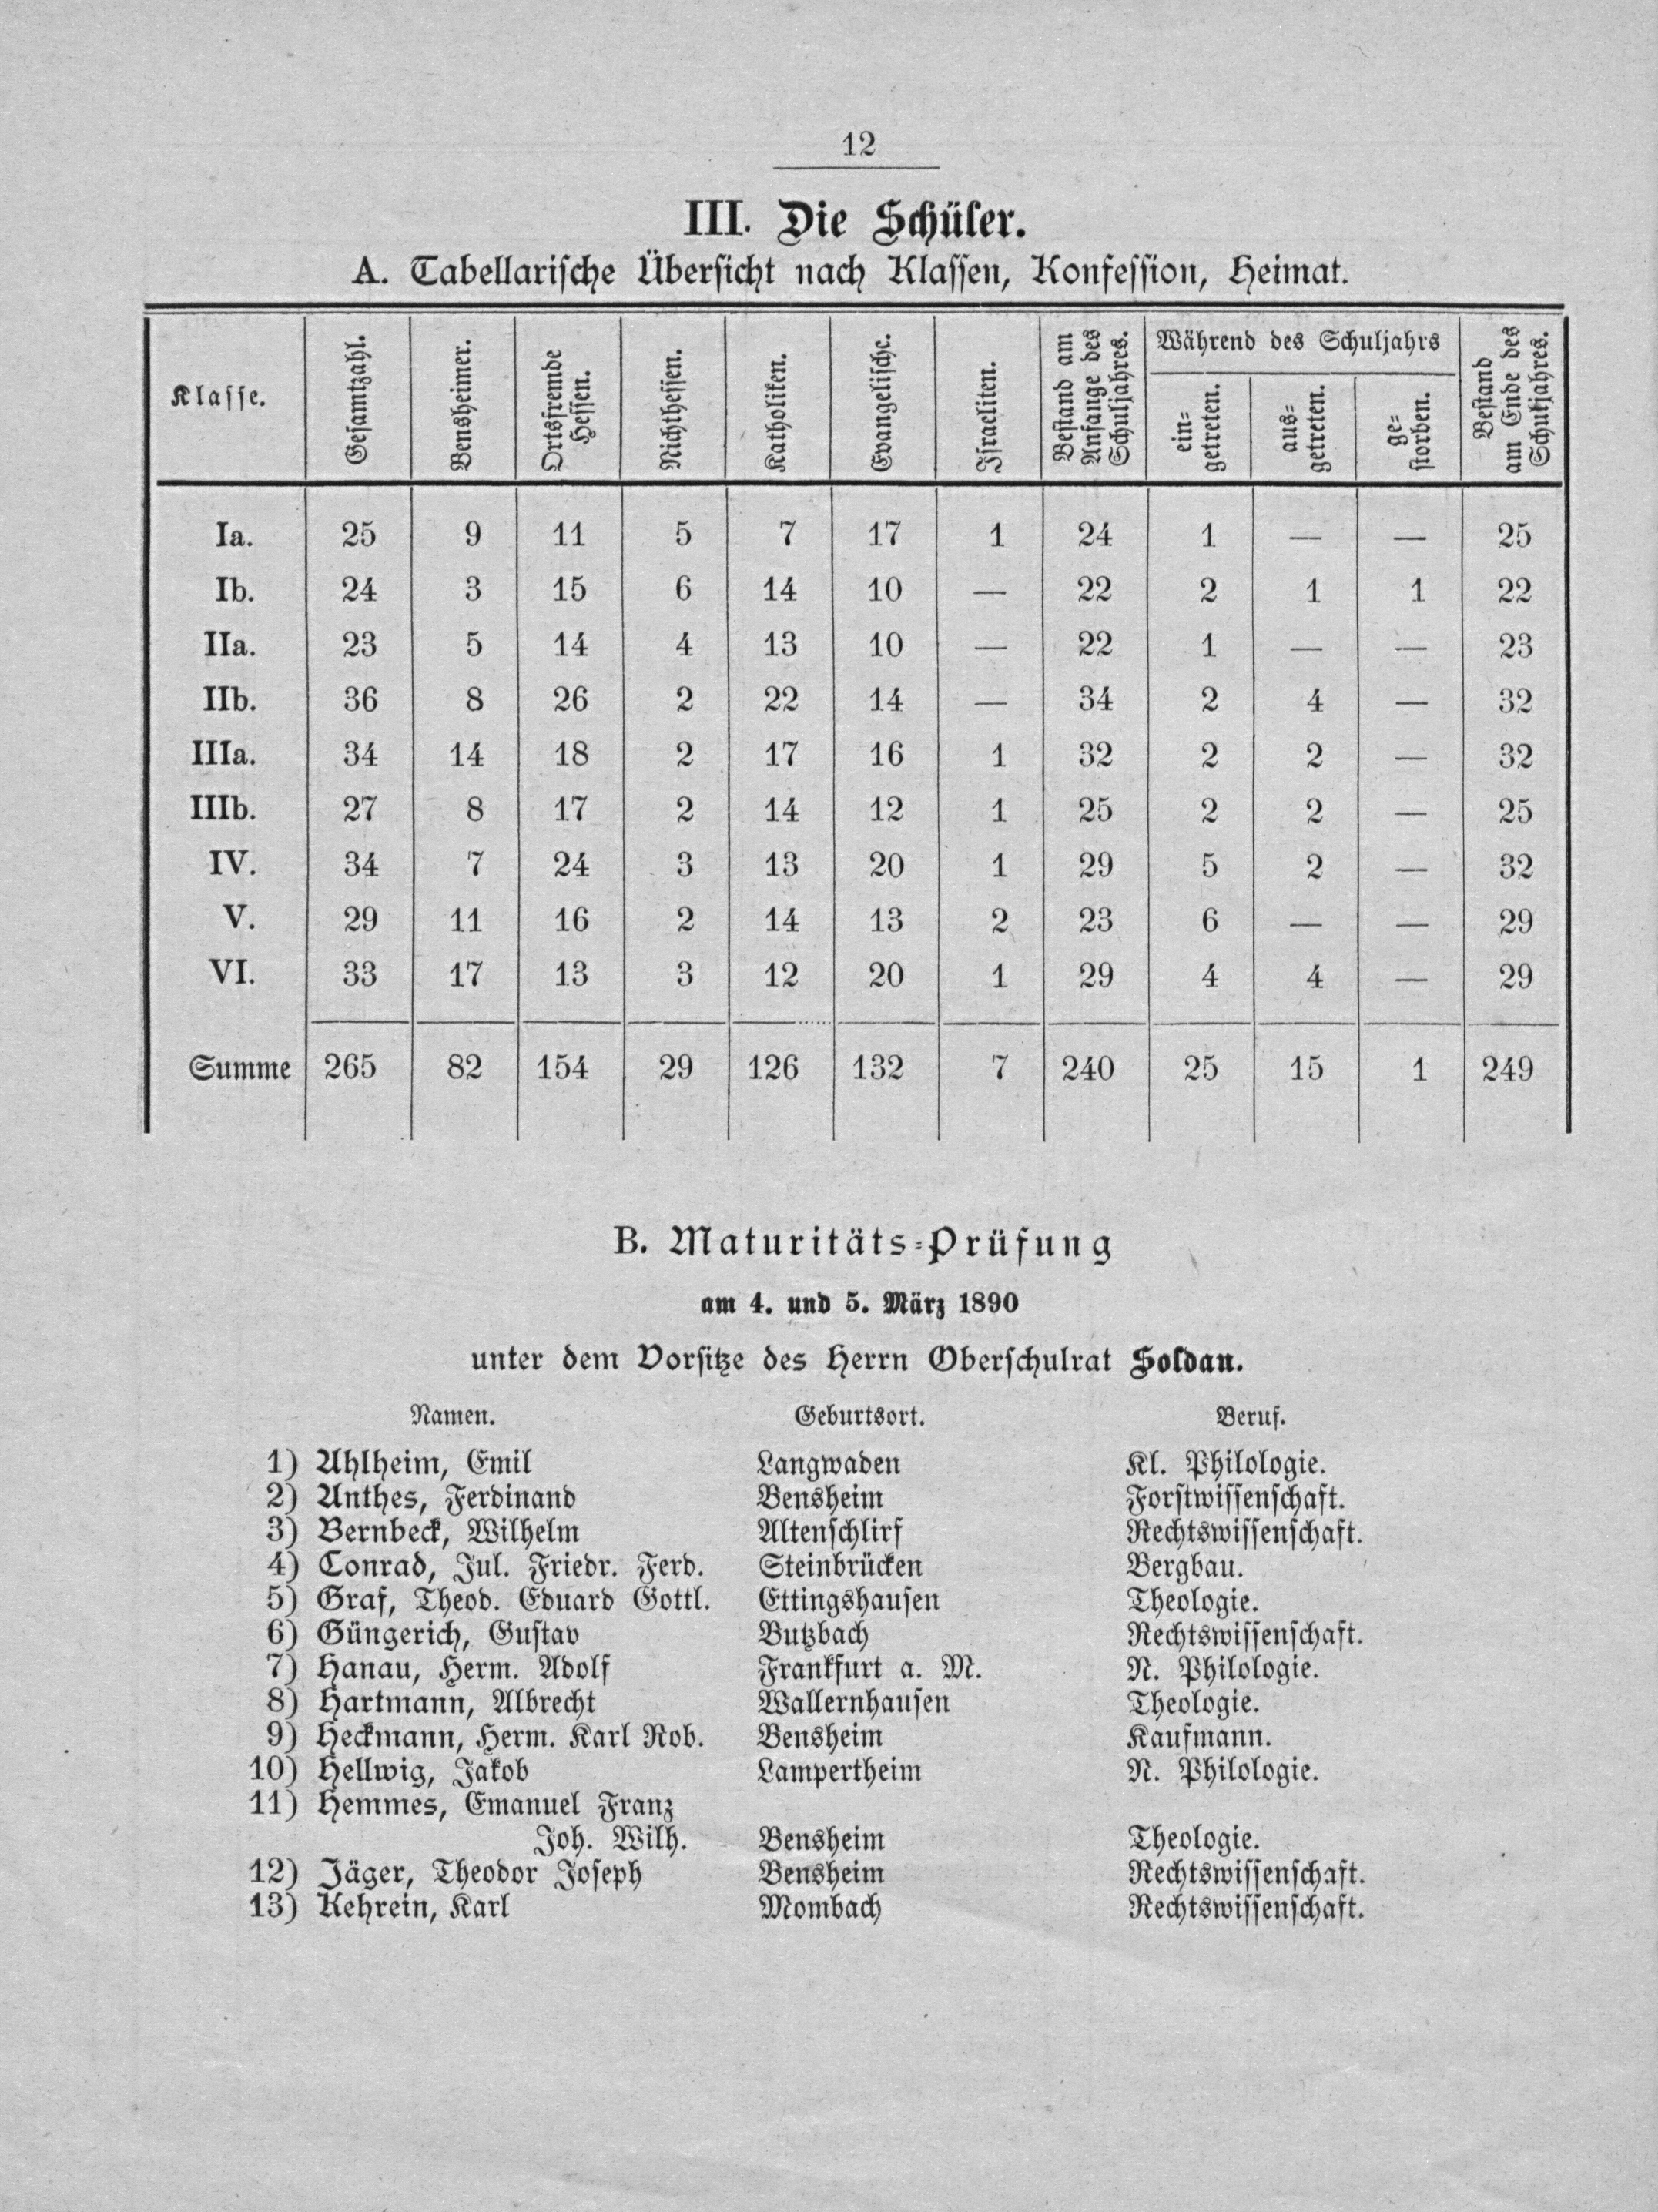 12
III. Die Schüler.
A. Tabellarische Übersicht nach Klassen, Konfession, Heimat.
Klasse. Gesamtzahl. Bensheimer. Ortsfremde Hessen. Nichthessen. Katholiken. Evangelische. Israeliten. Bestand am Anfange des Schuljahres. Während des Schuljahrs ein-getreten. aus-getreten. ge-storben. Bestand am Ende des Schuljahres.
Ia. 25 9 11 5 7 17 1 24 1 — — 25
Ib. 24 3 15 6 14 10 — 22 2 1 1 22
IIa. 23 5 14 4 13 10 — 22 1 — — 23
IIb. 36 8 26 2 22 14 — 34 2 4 — 32
IIIa. 34 14 18 2 17 16 1 32 2 2 — 32
IIIb. 27 8 17 2 14 12 1 25 2 2 — 25
IV. 34 7 24 3 13 20 1 29 5 2 — 32
V. 29 11 16 2 14 13 2 23 6 — — 29
VI. 33 17 13 3 12 20 1 29 4 4 — 29
Summe 265 82 154 29 126 132 7 240 25 15 1 249
B. Maturitäts-Prüfung
am 4. und 5. März 1890
unter dem Vorsitze des Herrn Oberschulrat Soldan.
Namen. Geburtsort. Beruf.
1) Ahlheim, Emil Langwaden Kl. Philologie.
2) Anthes, Ferdinand Bensheim Forstwissenschaft.
3) Bernbeck, Wilhelm Altenschlirf Rechtswissenschaft.
4) Conrad, Jul. Friedr. Ferd. Steinbrücken Bergbau.
5) Graf, Theod. Eduard Gottl. Ettingshausen Theologie.
6) Güngerich, Gustav Butzbach Rechtswissenschaft.
7) Hanau, Herm. Adolf Frankfurt a. M. N. Philologie.
8) Hartmann, Albrecht Wallernhausen Theologie.
9) Heckmann, Herm. Karl Rob. Bensheim Kaufmann.
10) Hellwig, Jakob Lampertheim N. Philologie.
11) Hemmes, Emanuel Franz
Joh. Wilh. Bensheim Theologie.
12) Jäger, Theodor Joseph Bensheim Rechtswissenschaft.
13) Kehrein, Karl Mombach Rechtswissenschaft.